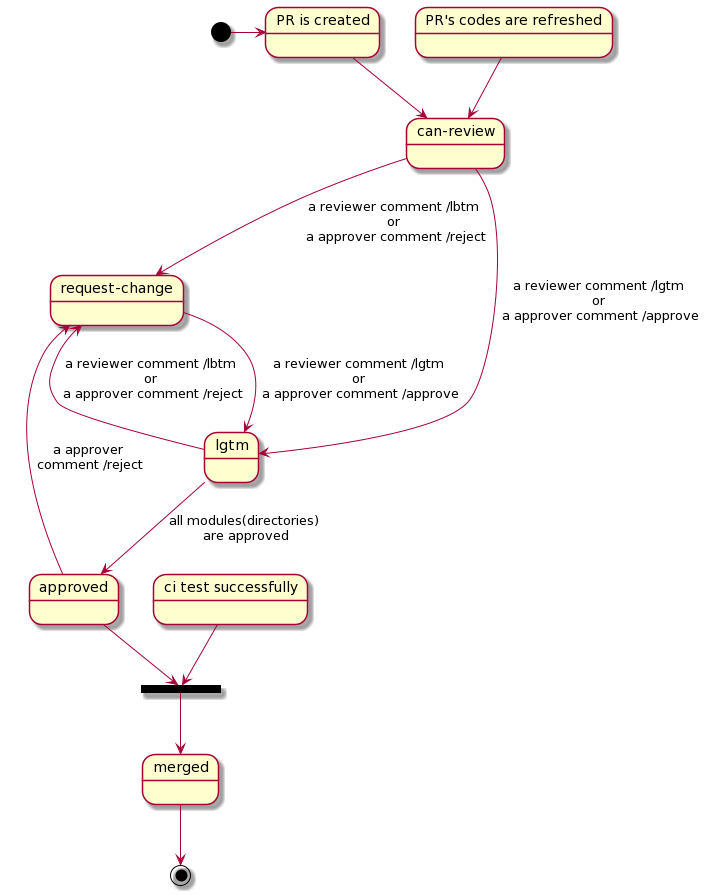 PR is created
PR's codes are refreshed
can-review
a reviewer comment /lbtm
or
a approver comment /reject
a reviewer comment /lgtm
or
a approver comment /approve
request-change
a reviewer comment /lbtm
or
a approver comment /reject
a reviewer comment /lgtm
or
a approver comment /approve
lgtm
a approver
comment /reject
all modules(directories)
are approved
approved
ci test successfully
merged